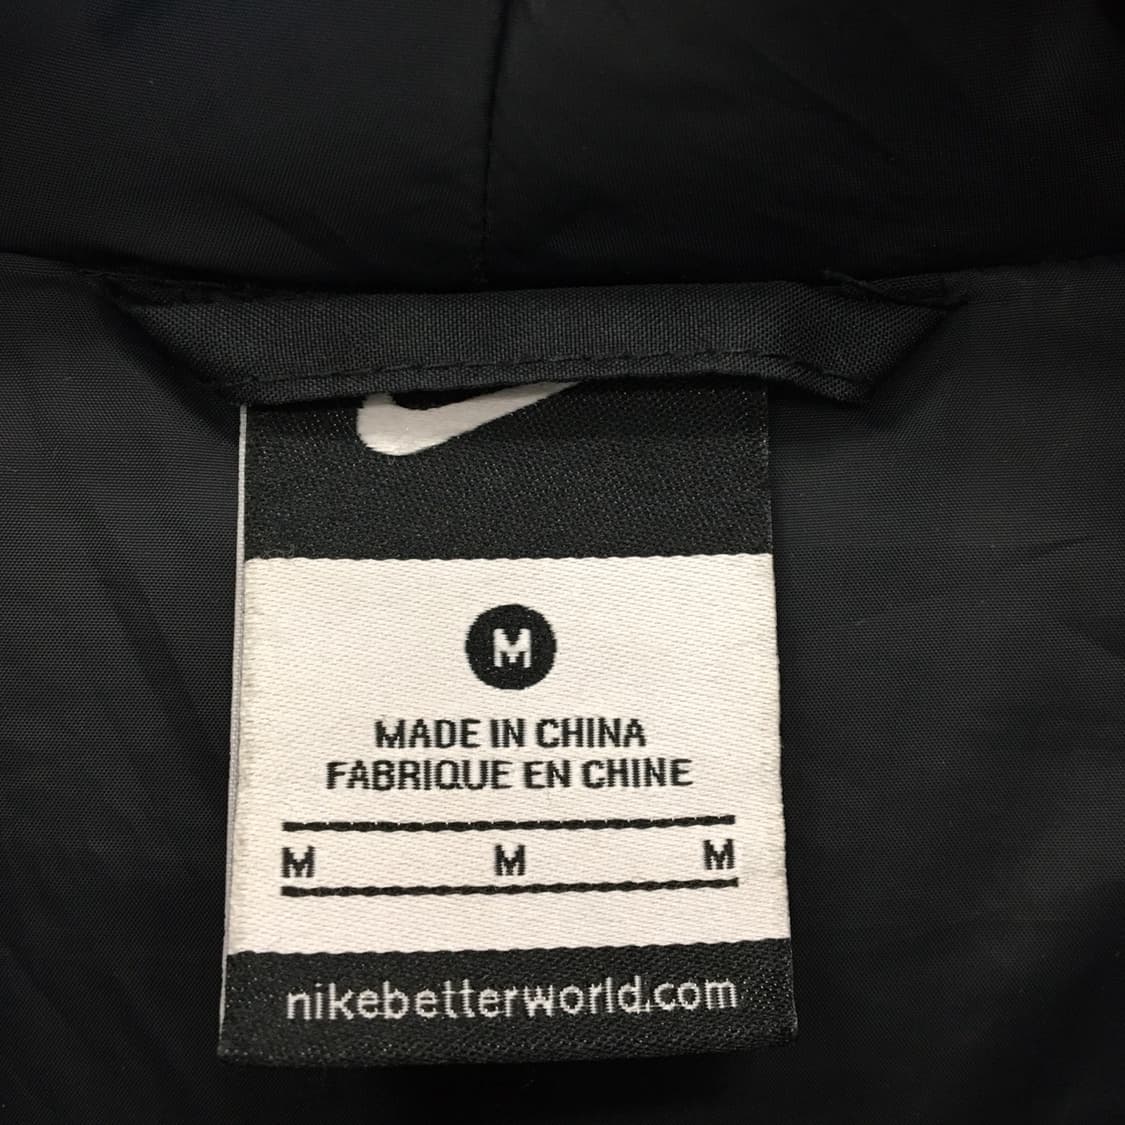 M
MADE IN CHINA
FABRIQUE EN CHINE
M M M
nikebetterworld.com